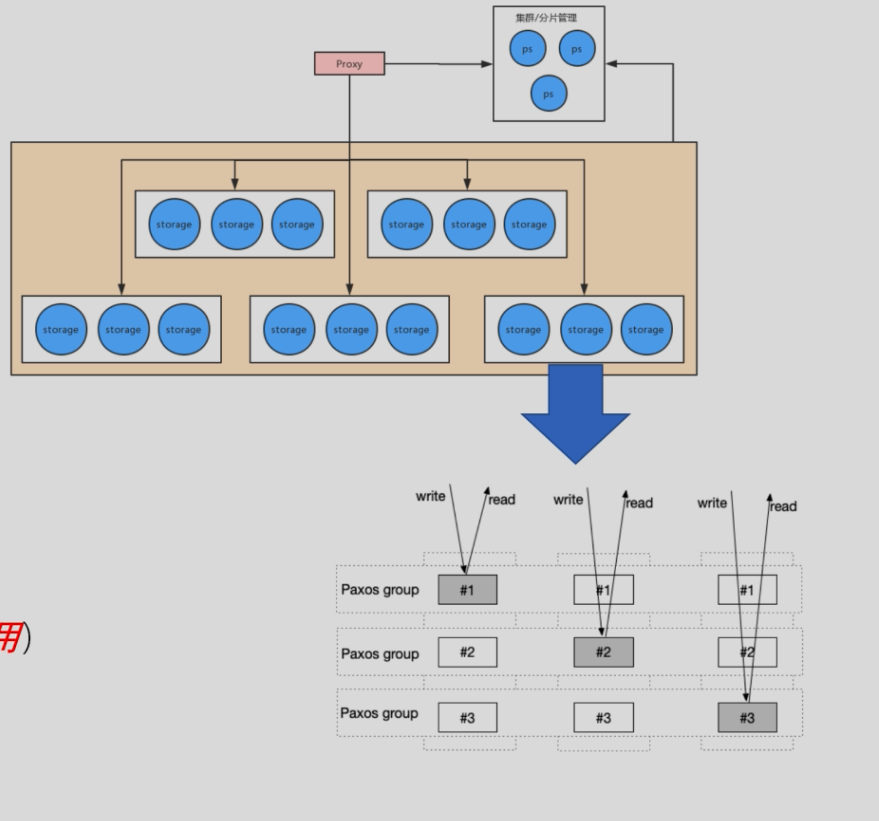 集群/分片管理
ps ps
ps
Proxy
storage storage storage storage storage storage
storage storage storage storage storage storage storage storage storage
write read write read write read
Paxos group #1 #1 #1
用)
Paxos group #2 #2 #2
Paxos group #3 #3 #3